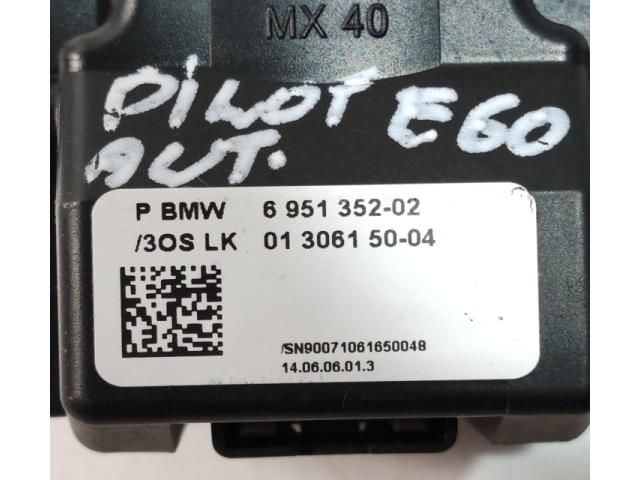 MX 40
PILOT E60
AUT.
P BMW 6 951 352-02
/3OS LK 01 3061 50-04
/SN90071061650048
14.06.06.01.3